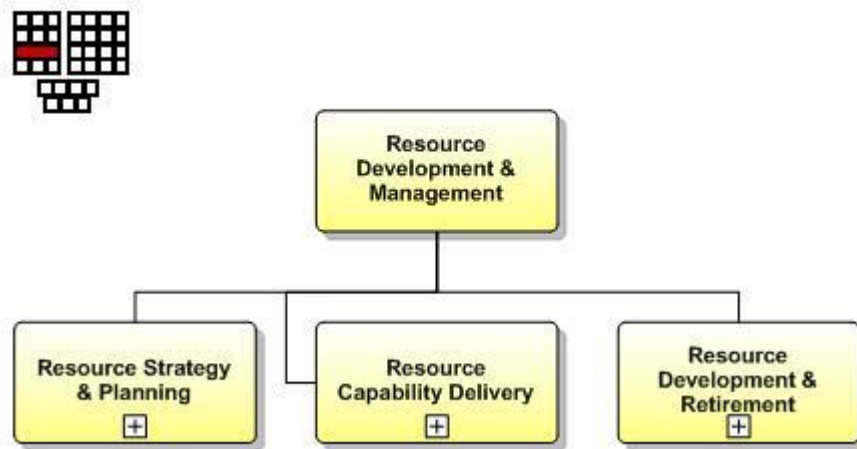 Resource
Development &
Management
Resource Strategy
& Planning
Resource
Capability Delivery
Resource
Development &
Retirement